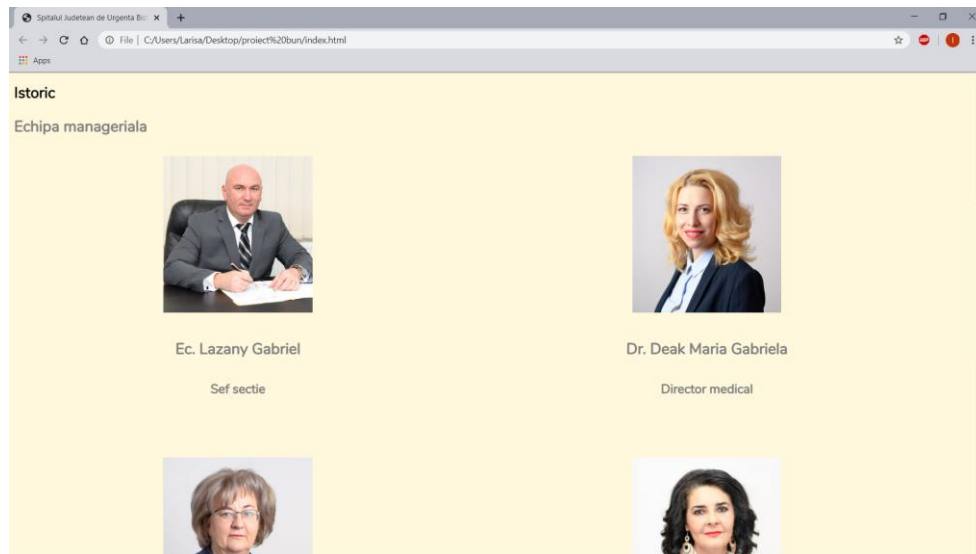 Spitalul Judetean de Urgenta Bis
File | C:/Users/Larisa/Desktop/proiect%20bun/index.html
Apps
Istoric
Echipa manageriala
Ec. Lazany Gabriel
Dr. Deak Maria Gabriela
Sef sectie
Director medical